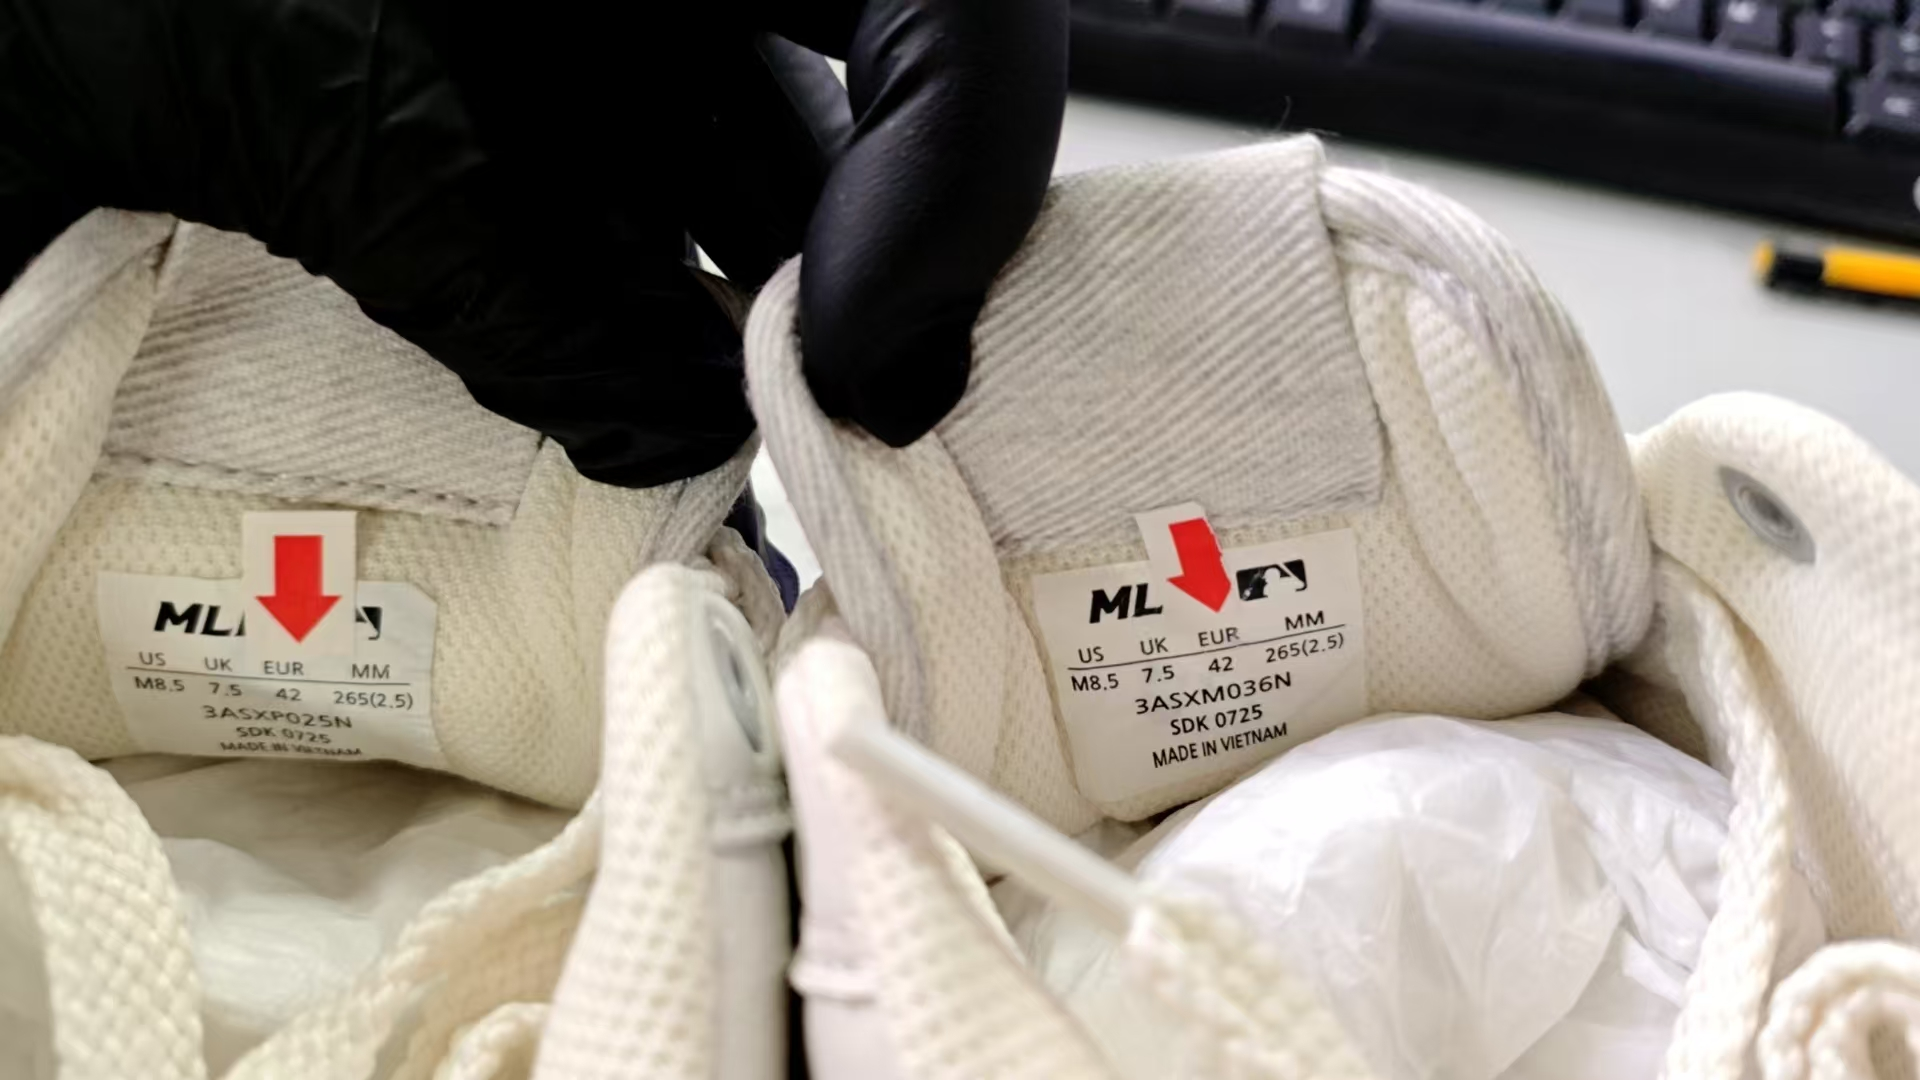 ML
US UK EUR MM
M8.5 7.5 42 265(2.5)
3ASXP025N
SDK 0725
MADE IN VIETNAM
ML
US UK EUR MM
M8.5 7.5 42 265(2.5)
3ASXM036N
SDK 0725
MADE IN VIETNAM